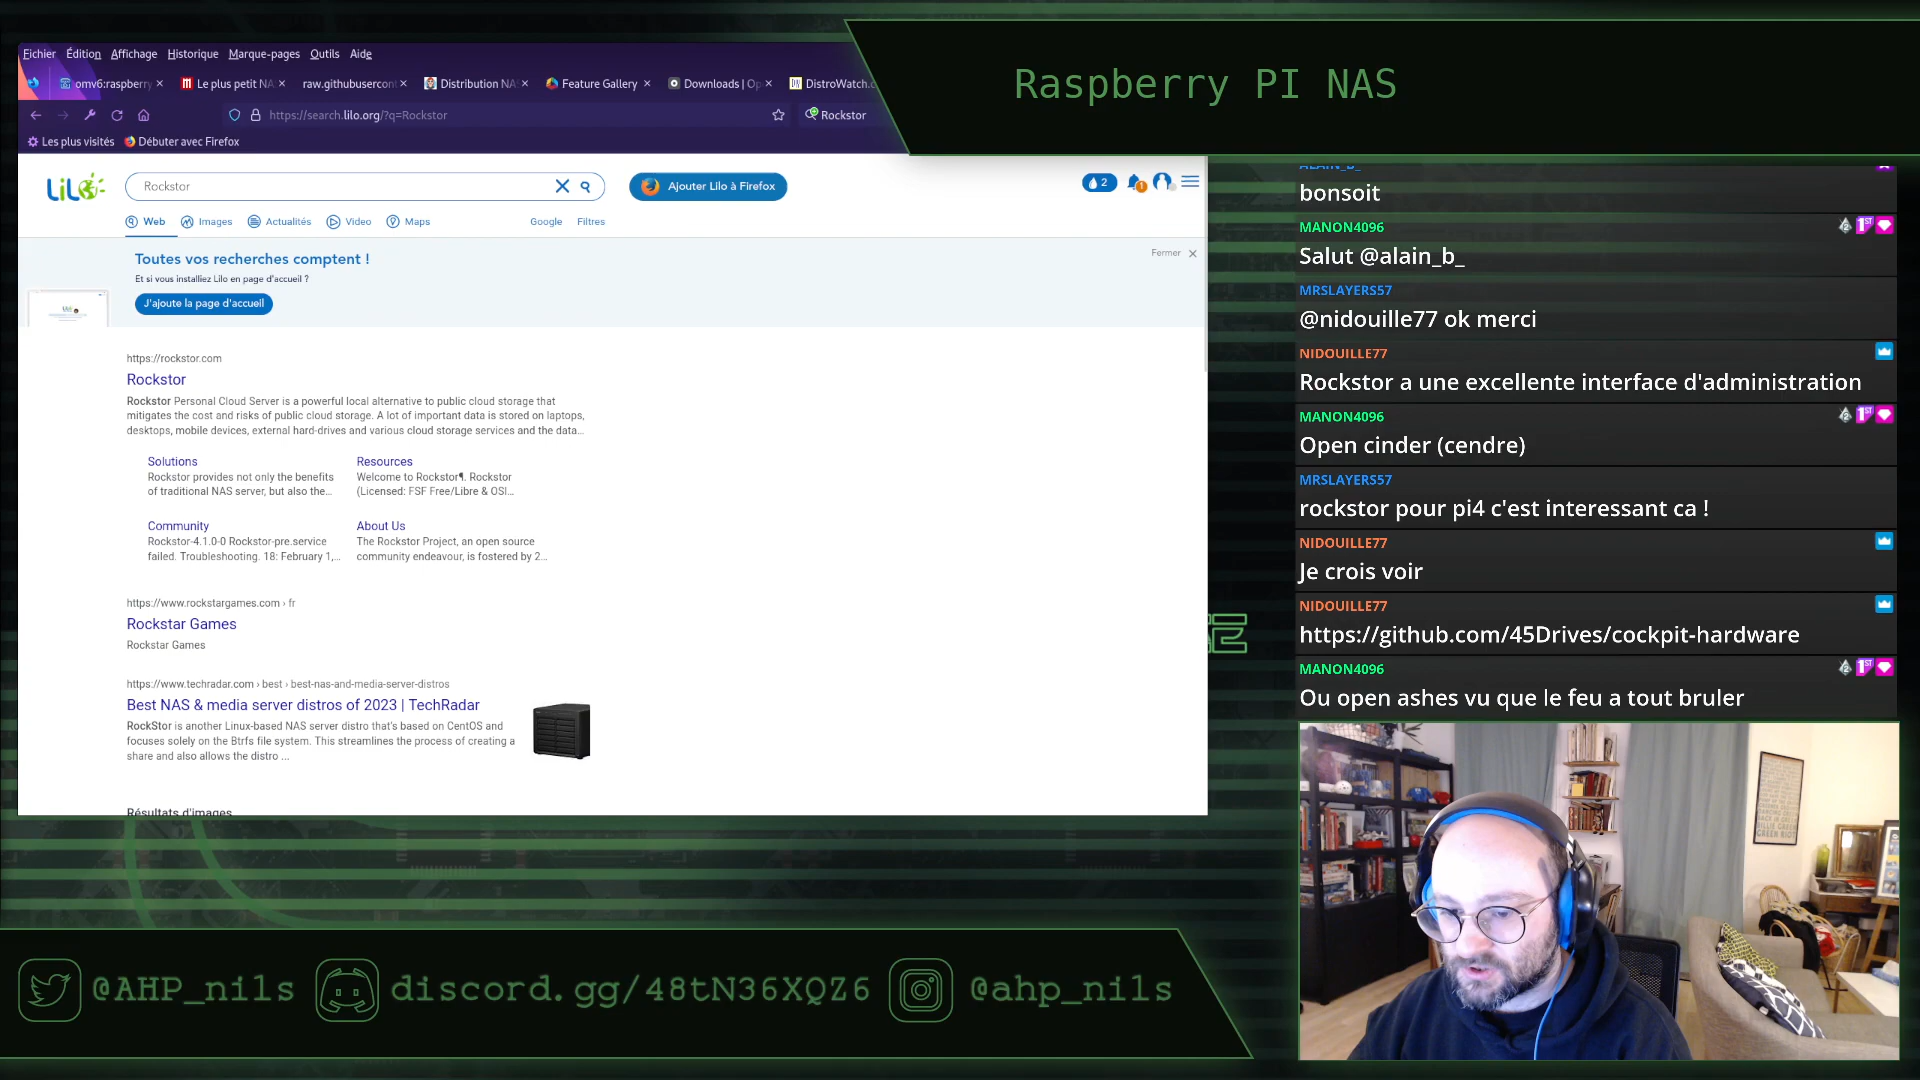 Fichier Édition Affichage Historique Marque-pages Outils Aide
omv6:raspberry
Le plus petit NA
raw.githubusercont
Distribution NA
Feature Gallery
Downloads | Op
DistroWatch.c
https://search.lilo.org/?q=Rockstor
Rockstor
Les plus visités Débuter avec Firefox
Raspberry PI NAS
LiLO
Rockstor
Ajouter Lilo à Firefox
2
1
Web Images Actualités Video Maps Google Filtres
Toutes vos recherches comptent !
Et si vous installiez Lilo en page d'accueil ?
J'ajoute la page d'accueil
Fermer
https://rockstor.com
Rockstor
Rockstor Personal Cloud Server is a powerful local alternative to public cloud storage that
mitigates the cost and risks of public cloud storage. A lot of important data is stored on laptops,
desktops, mobile devices, external hard-drives and various cloud storage services and the data...
Solutions
Rockstor provides not only the benefits
of traditional NAS server, but also the...
Resources
Welcome to Rockstor¶. Rockstor
(Licensed: FSF Free/Libre & OSI...
Community
Rockstor-4.1.0-0 Rockstor-pre.service
failed. Troubleshooting. 18: February 1,...
About Us
The Rockstor Project, an open source
community endeavour, is fostered by 2...
https://www.rockstargames.com › fr
Rockstar Games
Rockstar Games
https://www.techradar.com › best › best-nas-and-media-server-distros
Best NAS & media server distros of 2023 | TechRadar
RockStor is another Linux-based NAS server distro that's based on CentOS and
focuses solely on the Btrfs file system. This streamlines the process of creating a
share and also allows the distro ...
Résultats d'images
ALAIN_B_
bonsoit
MANON4096
Salut @alain_b_
MRSLAYERS57
@nidouille77 ok merci
NIDOUILLE77
Rockstor a une excellente interface d'administration
MANON4096
Open cinder (cendre)
MRSLAYERS57
rockstor pour pi4 c'est interessant ca !
NIDOUILLE77
Je crois voir
NIDOUILLE77
https://github.com/45Drives/cockpit-hardware
MANON4096
Ou open ashes vu que le feu a tout bruler
@AHP_nils discord.gg/48tN36XQZ6 @ahp_nils